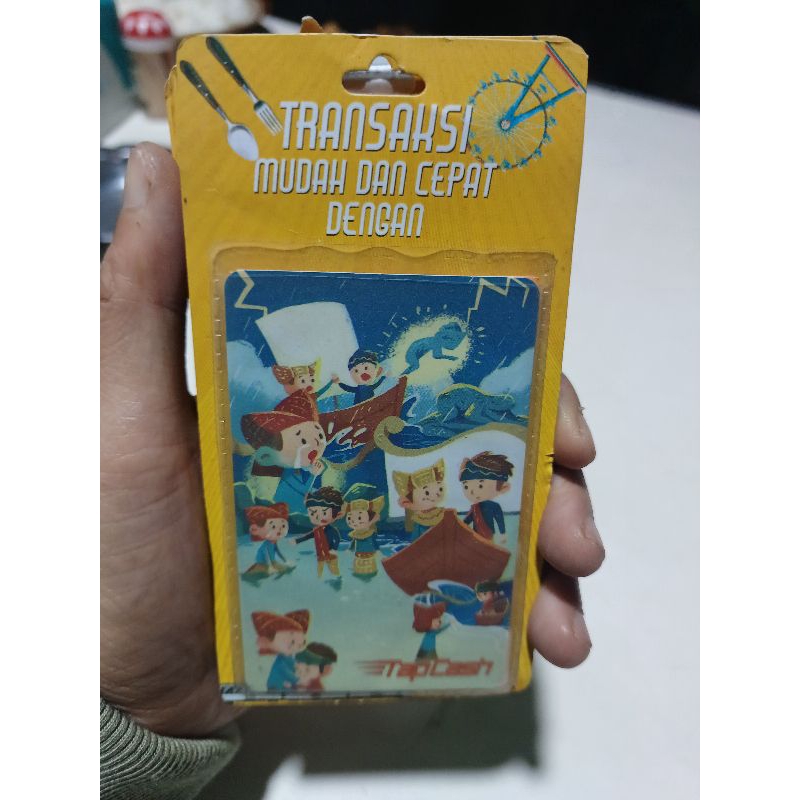 TRANSAKSI
MUDAH DAN CEPAT
DENGAN
TapCash